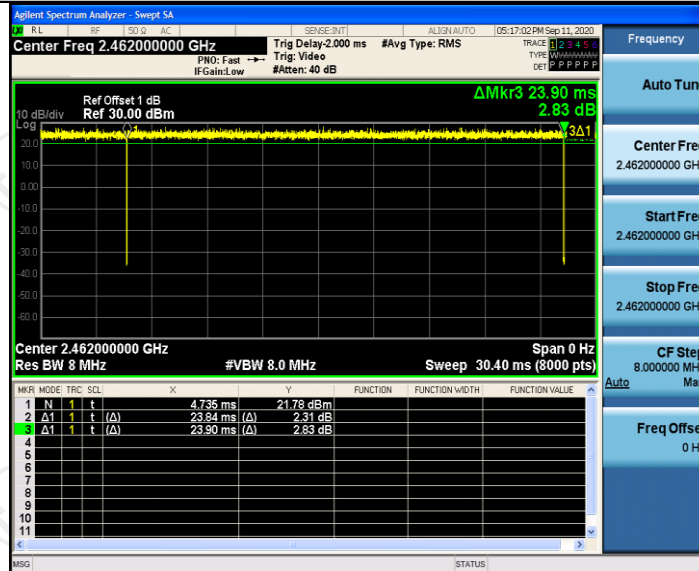 Agilent Spectrum Analyzer - Swept SA
RL RF 50 Ω AC SENSE:INT ALIGN AUTO 05:17:02 PM Sep 11, 2020
Center Freq 2.462000000 GHz Trig Delay-2.000 ms #Avg Type: RMS TRACE 1 2 3 4 5 6
PNO: Fast Trig: Video TYPE W
IFGain:Low #Atten: 40 dB DET P P P P P P
ΔMkr3 23.90 ms
2.83 dB
Ref Offset 1 dB
10 dB/div Ref 30.00 dBm
Log
1 3Δ1
20.0
10.0
0.00
-10.0
-20.0
-30.0
-40.0
-50.0
-60.0
Center 2.462000000 GHz Span 0 Hz
Res BW 8 MHz #VBW 8.0 MHz Sweep 30.40 ms (8000 pts)
MKR MODE TRC SCL X Y FUNCTION FUNCTION WIDTH FUNCTION VALUE
1 N 1 t 4.735 ms 21.78 dBm
2 Δ1 1 t (Δ) 23.84 ms (Δ) 2.31 dB
3 Δ1 1 t (Δ) 23.90 ms (Δ) 2.83 dB
4
5
6
7
8
9
10
11
MSG STATUS
Frequency
Auto Tun
Center Fre
2.462000000 GH
Start Fre
2.462000000 GH
Stop Fre
2.462000000 GH
CF Ste
8.000000 MH
Auto Ma
Freq Offse
0 H